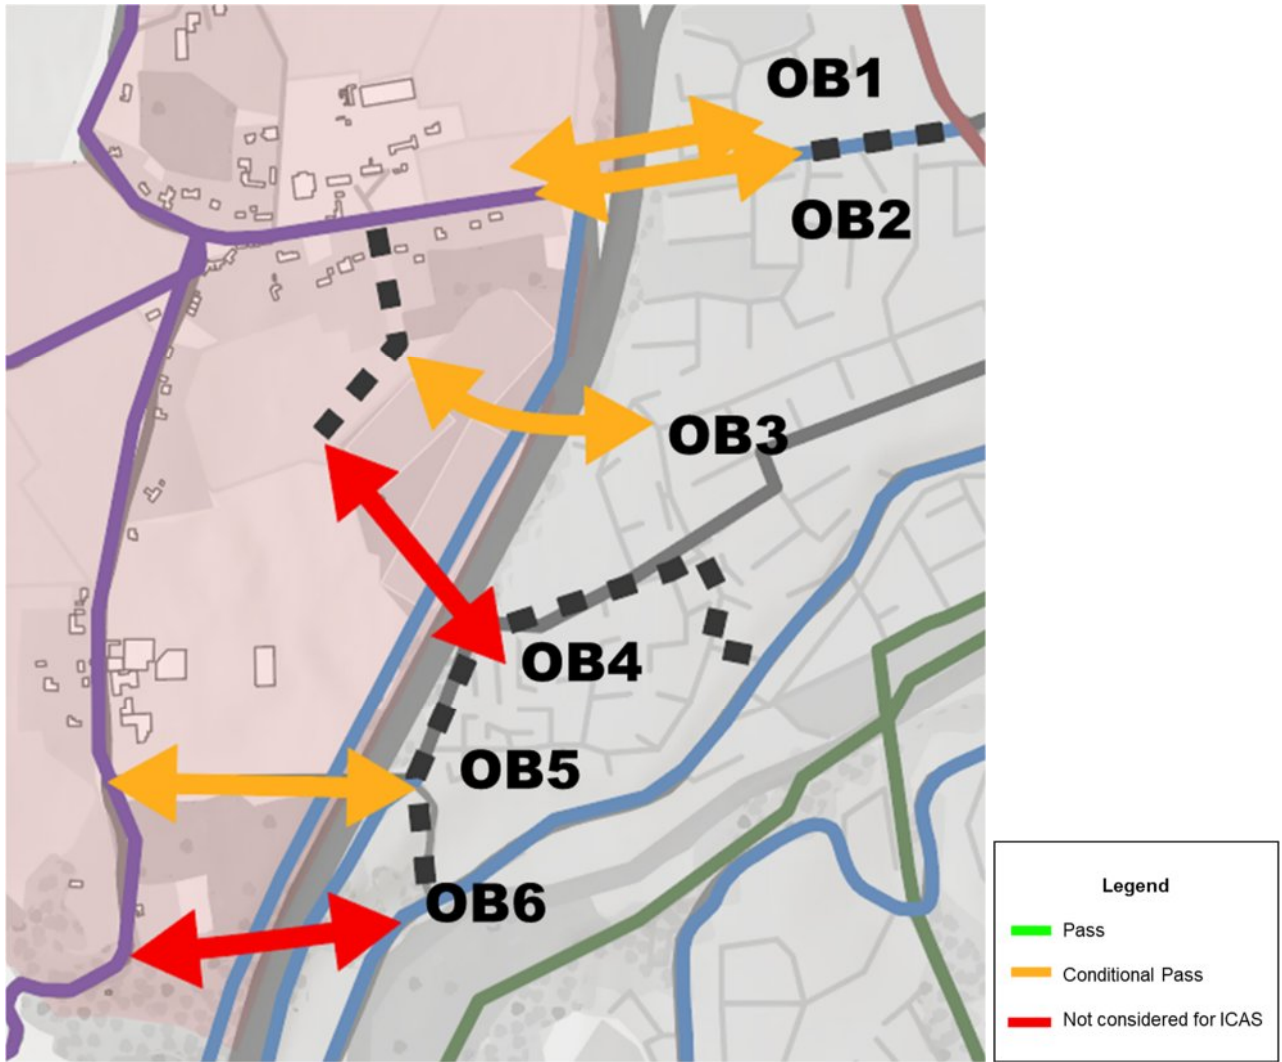 OB1
OB2
OB3
OB4
OB5
OB6
Legend
Pass
Conditional Pass
Not considered for ICAS